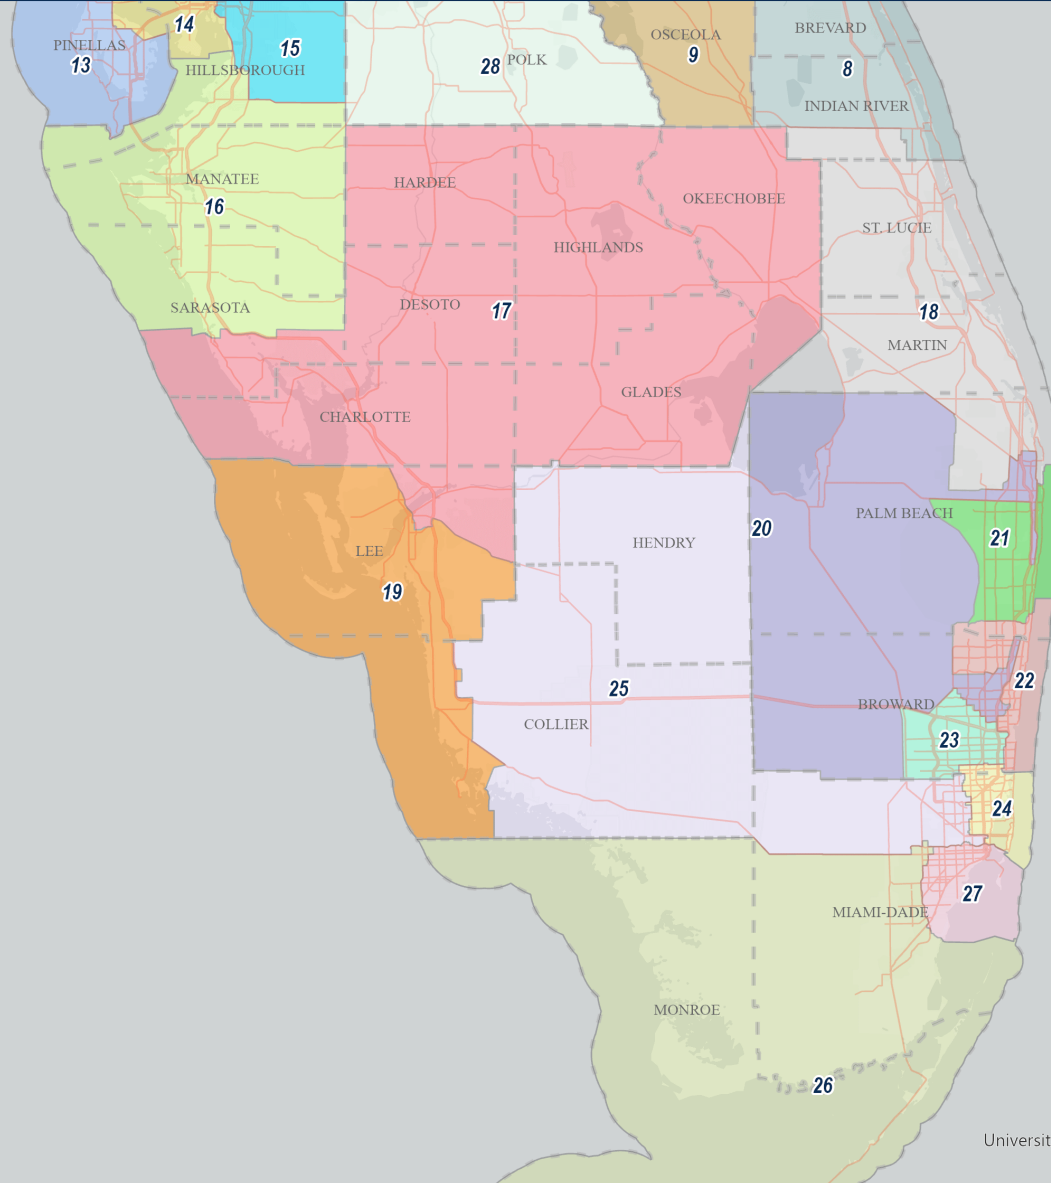 14
BREVARD
OSCEOLA
PINELLAS
15
9
POLK
28
13
8
HILLSBOROUGH
INDIAN RIVER
MANATEE
HARDEE
OKEECHOBEE
16
ST. LUCIE
HIGHLANDS
SARASOTA
DESOTO
17
18
MARTIN
GLADES
CHARLOTTE
PALM BEACH
20
21
HENDRY
LEE
19
22
25
BROWARD
COLLIER
23
24
27
MIAMI-DADE
MONROE
26
Universit